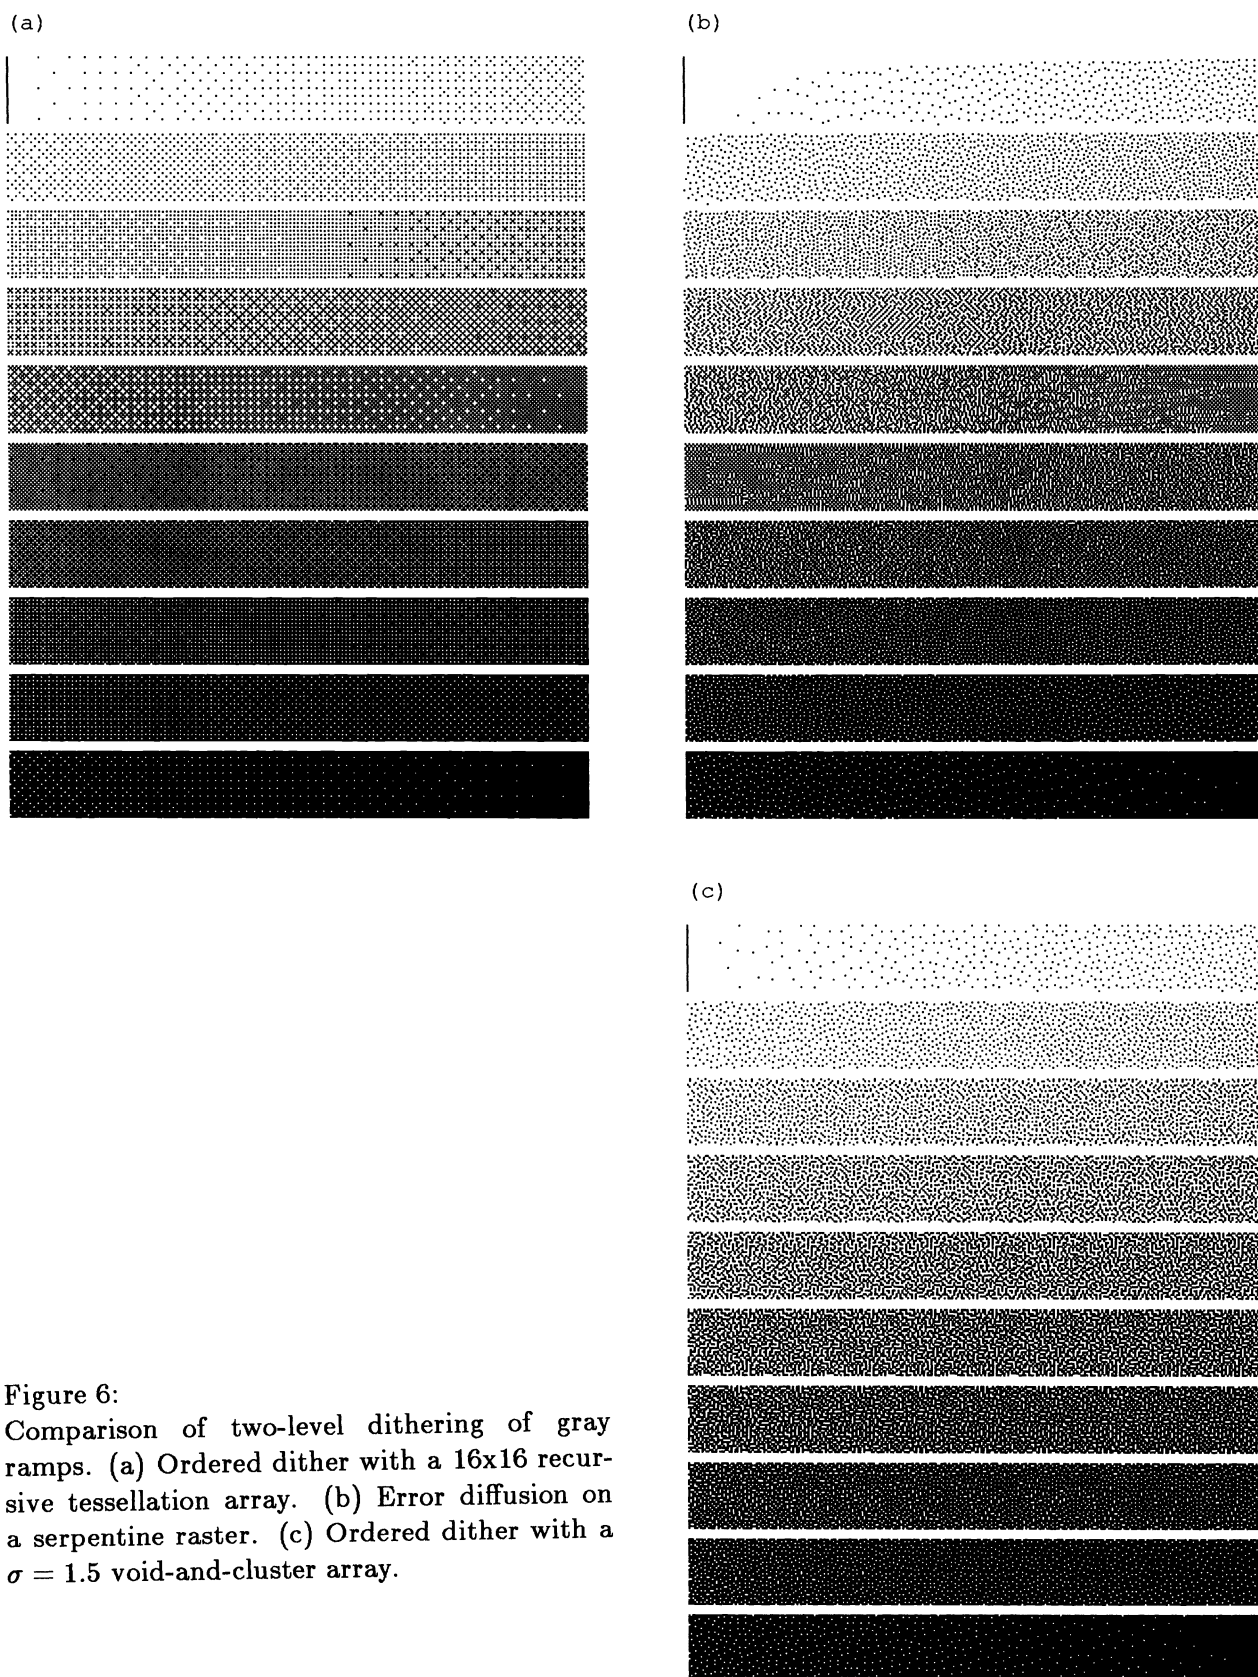 (a)
(b)
(c)
Figure 6:
Comparison of two-level dithering of gray
ramps. (a) Ordered dither with a 16x16 recur-
sive tessellation array. (b) Error diffusion on
a serpentine raster. (c) Ordered dither with a
σ = 1.5 void-and-cluster array.